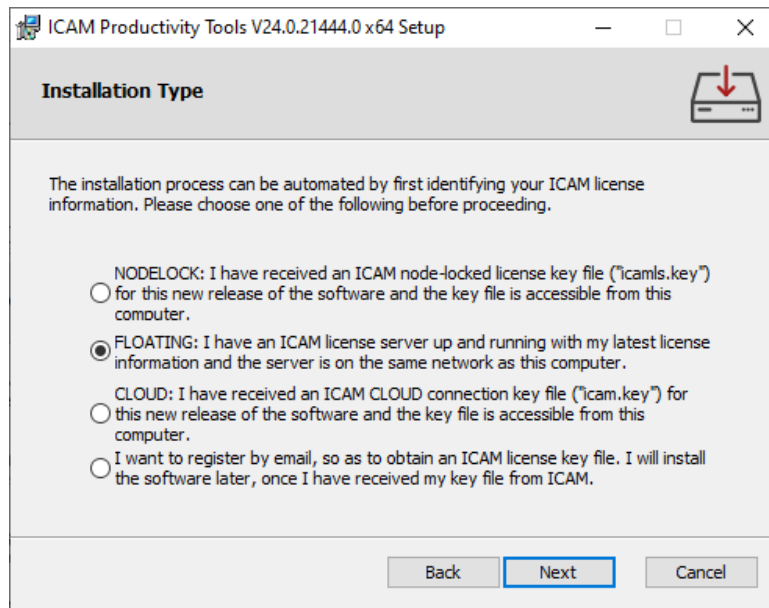 ICAM Productivity Tools V24.0.21444.0 x64 Setup
Installation Type
The installation process can be automated by first identifying your ICAM license
information. Please choose one of the following before proceeding.
NODELOCK: I have received an ICAM node-locked license key file ("icamls.key")
for this new release of the software and the key file is accessible from this
computer.
FLOATING: I have an ICAM license server up and running with my latest license
information and the server is on the same network as this computer.
CLOUD: I have received an ICAM CLOUD connection key file ("icam.key") for
this new release of the software and the key file is accessible from this
computer.
I want to register by email, so as to obtain an ICAM license key file. I will install
the software later, once I have received my key file from ICAM.
Back Next Cancel